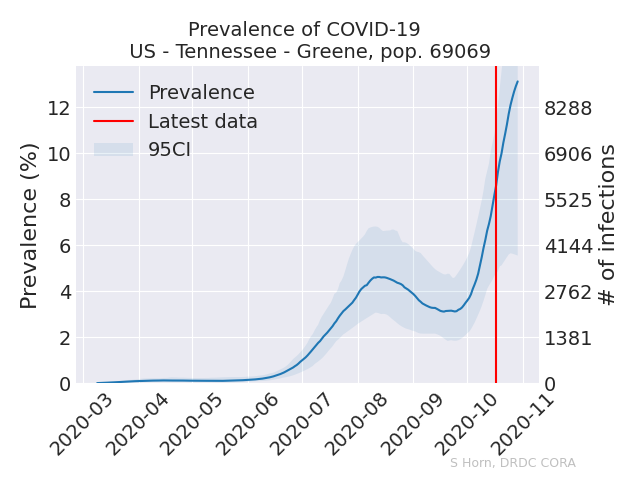 Prevalence of COVID-19
US - Tennessee - Greene, pop. 69069
Prevalence
Latest data
95CI
Prevalence (%)
12
10
8
6
4
2
0
8288
6906
5525
4144
2762
1381
0
# of infections
2020-03
2020-04
2020-05
2020-06
2020-07
2020-08
2020-09
2020-10
2020-11
S Horn, DRDC CORA